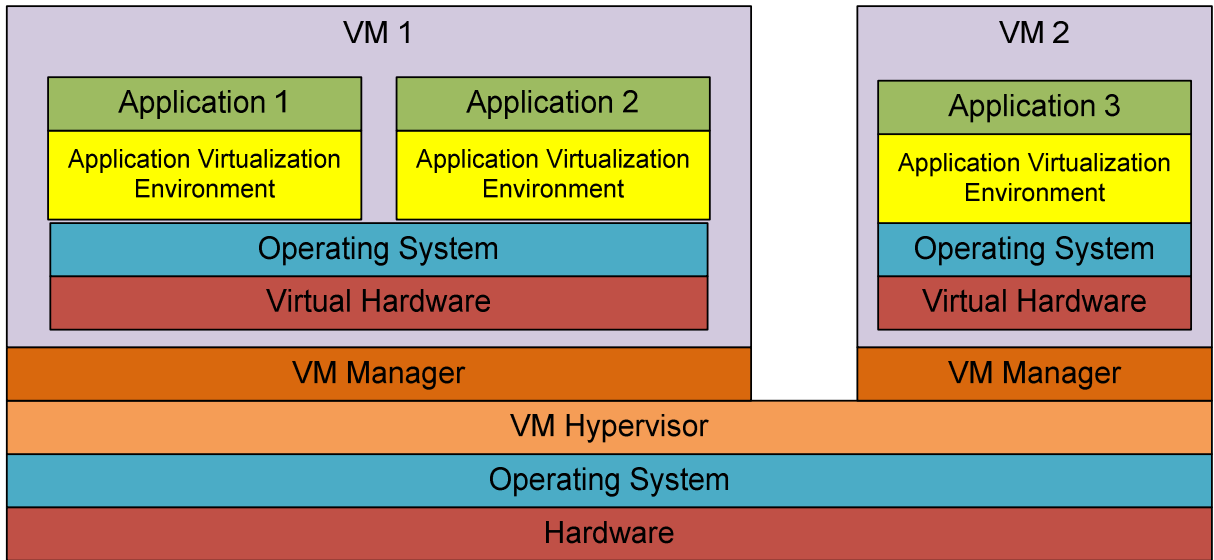 VM 1
Application 1
Application Virtualization
Environment
Application 2
Application Virtualization
Environment
Operating System
Virtual Hardware
VM Manager
VM 2
Application 3
Application Virtualization
Environment
Operating System
Virtual Hardware
VM Manager
VM Hypervisor
Operating System
Hardware